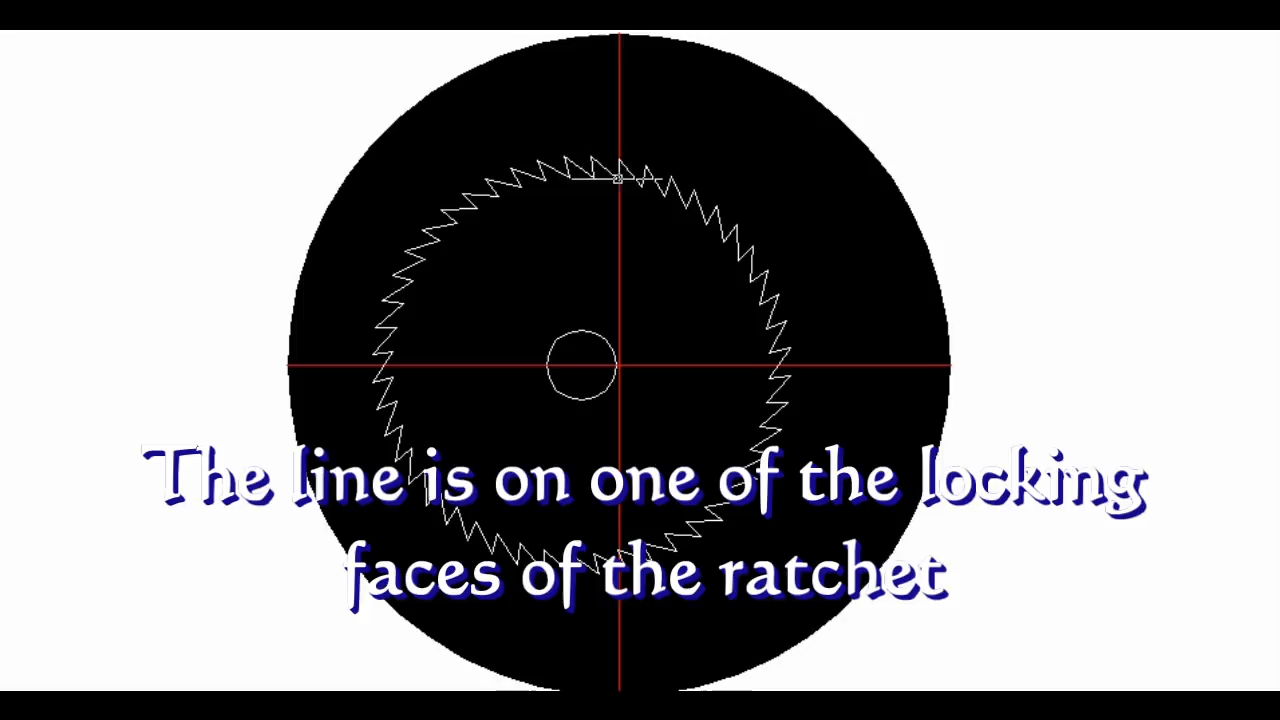 The line is on one of the locking
faces of the ratchet